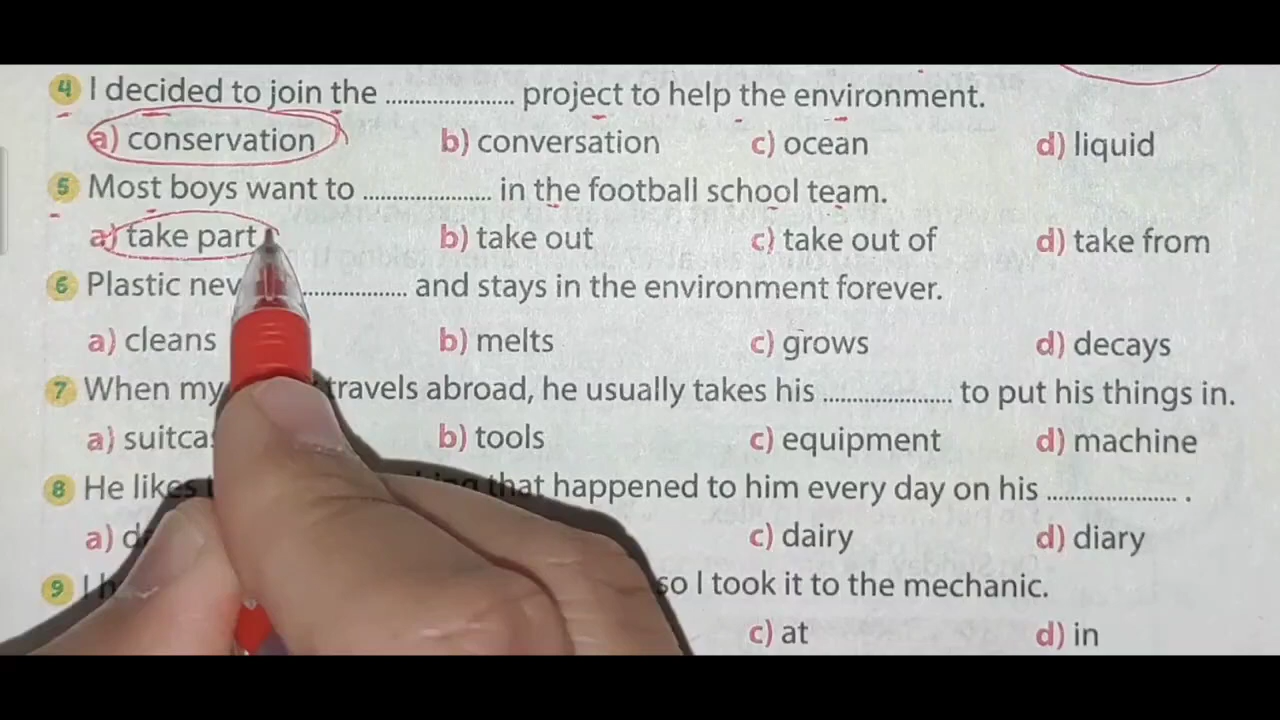 4 I decided to join the ...................... project to help the environment.
a) conservation b) conversation c) ocean d) liquid
5 Most boys want to ...................... in the football school team.
a) take part b) take out c) take out of d) take from
6 Plastic ...................... and stays in the environment forever.
a) cleans b) melts c) grows d) decays
7 When my travels abroad, he usually takes his ...................... to put his things in.
a) b) tools c) equipment d) machine
8 He likes that happened to him every day on his ...................... .
a) c) dairy d) diary
9 I so I took it to the mechanic.
c) at d) in